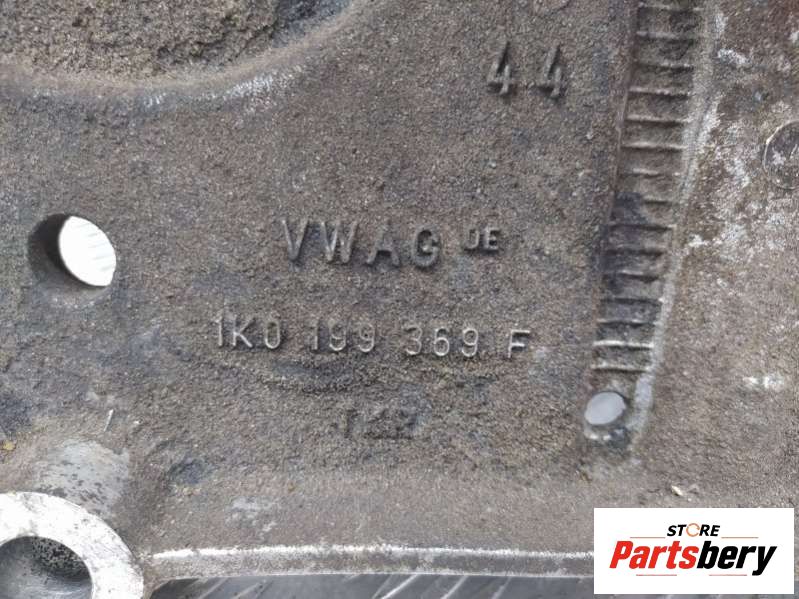 44
VWAG DE
1K0 199 369 F
STORE
Partsbery